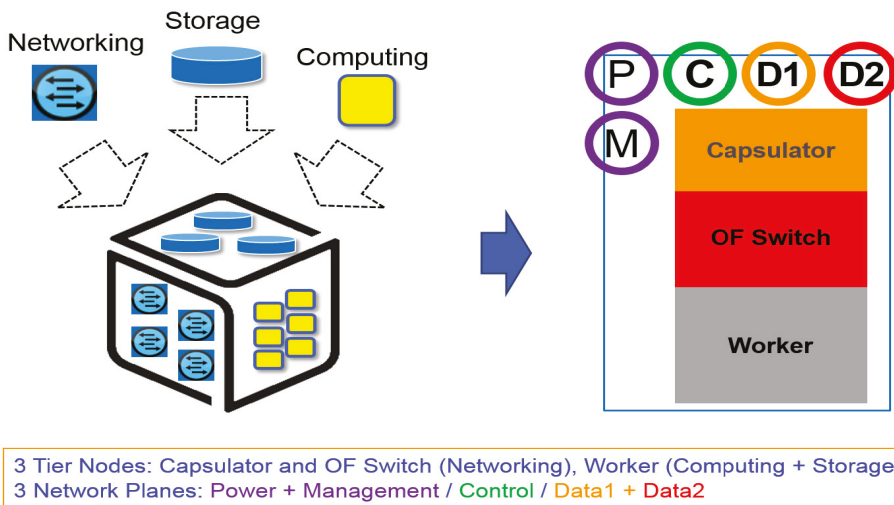 Storage
Networking
Computing
P C D1 D2
M
Capsulator
OF Switch
Worker
3 Tier Nodes: Capsulator and OF Switch (Networking), Worker (Computing + Storage
3 Network Planes: Power + Management / Control / Data1 + Data2